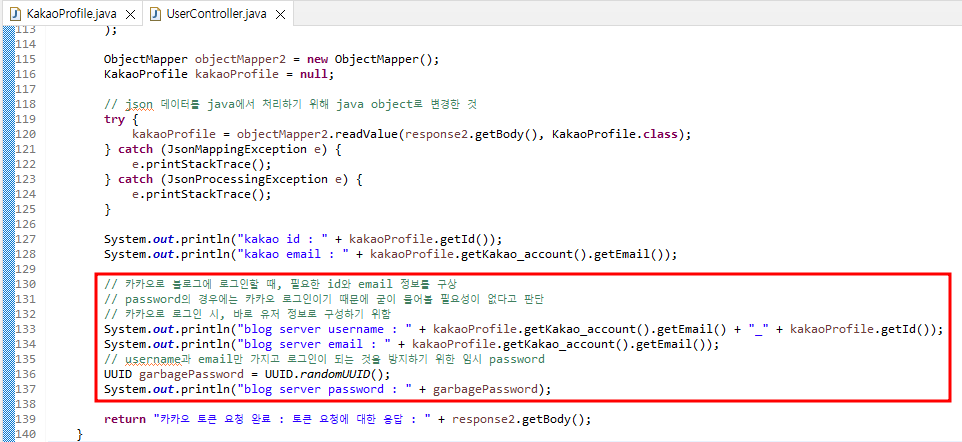 KakaoProfile.java UserController.java
113 );
114
115 ObjectMapper objectMapper2 = new ObjectMapper();
116 KakaoProfile kakaoProfile = null;
117
118 // json 데이터를 java에서 처리하기 위해 java object로 변경한 것
119 try {
120 kakaoProfile = objectMapper2.readValue(response2.getBody(), KakaoProfile.class);
121 } catch (JsonMappingException e) {
122 e.printStackTrace();
123 } catch (JsonProcessingException e) {
124 e.printStackTrace();
125 }
126
127 System.out.println("kakao id : " + kakaoProfile.getId());
128 System.out.println("kakao email : " + kakaoProfile.getKakao_account().getEmail());
129
130 // 카카오로 블로그에 로그인할 때, 필요한 id와 email 정보를 구상
131 // password의 경우에는 카카오 로그인이기 때문에 굳이 물어볼 필요성이 없다고 판단
132 // 카카오로 로그인 시, 바로 유저 정보로 구성하기 위함
133 System.out.println("blog server username : " + kakaoProfile.getKakao_account().getEmail() + "_" + kakaoProfile.getId());
134 System.out.println("blog server email : " + kakaoProfile.getKakao_account().getEmail());
135 // username과 email만 가지고 로그인이 되는 것을 방지하기 위한 임시 password
136 UUID garbagePassword = UUID.randomUUID();
137 System.out.println("blog server password : " + garbagePassword);
138
139 return "카카오 토큰 요청 완료 : 토큰 요청에 대한 응답 : " + response2.getBody();
140 }